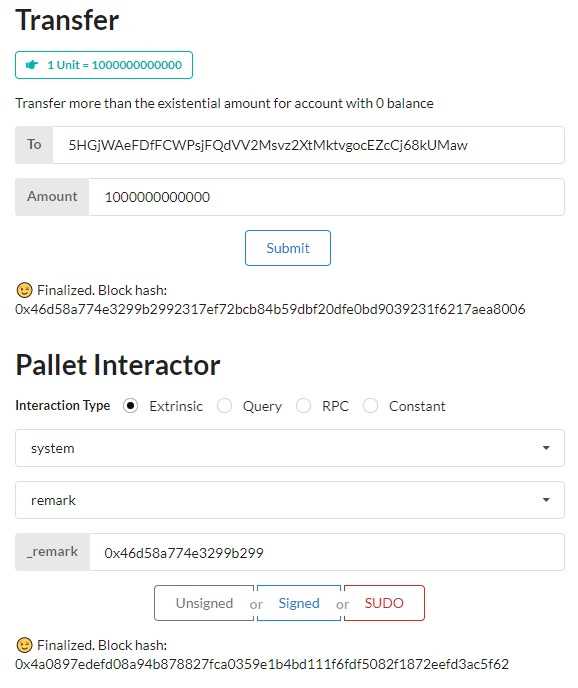 Transfer
1 Unit = 1000000000000
Transfer more than the existential amount for account with 0 balance
To 5HGjWAeFDfFCWPsjFQdVV2Msvz2XtMktvgocEZcCj68kUMaw
Amount 1000000000000
Submit
😉 Finalized. Block hash:
0x46d58a774e3299b2992317ef72bcb84b59dbf20dfe0bd9039231f6217aea8006
Pallet Interactor
Interaction Type Extrinsic Query RPC Constant
system
remark
_remark 0x46d58a774e3299b299
Unsigned or Signed or SUDO
😉 Finalized. Block hash:
0x4a0897edefd08a94b878827fca0359e1b4bd111f6fdf5082f1872eefd3ac5f62